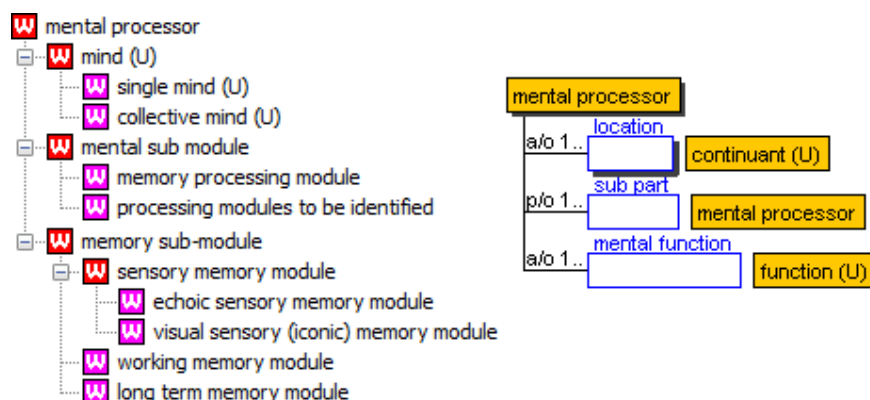 mental processor
mind (U)
single mind (U)
collective mind (U)
mental sub module
memory processing module
processing modules to be identified
memory sub-module
sensory memory module
echoic sensory memory module
visual sensory (iconic) memory module
working memory module
long term memory module
mental processor
location
a/o 1..
continuant (U)
sub part
p/o 1..
mental processor
mental function
a/o 1..
function (U)